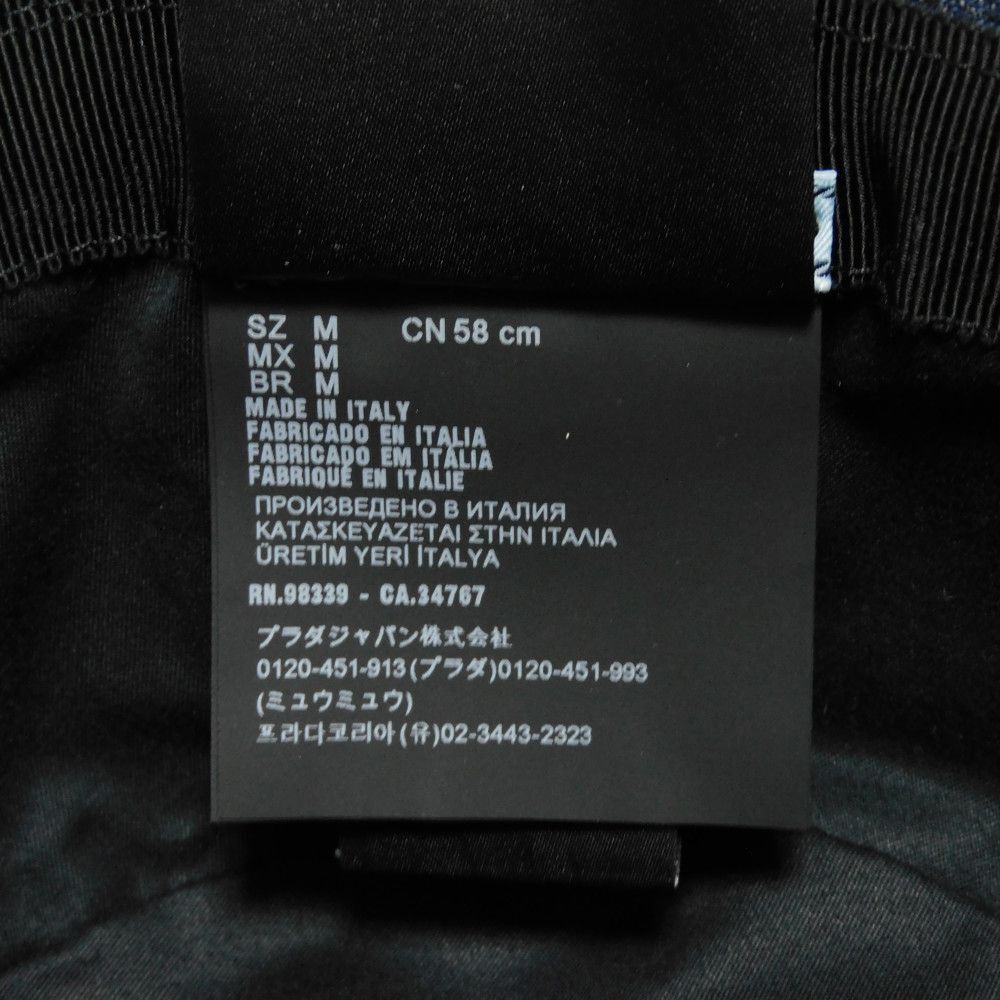 SZ M CN 58 cm
MX M
BR M
MADE IN ITALY
FABRICADO EN ITALIA
FABRICADO EM ITÁLIA
FABRIQUÉ EN ITALIE
ПРОИЗВЕДЕНО В ИТАЛИЯ
ΚΑΤΑΣΚΕΥΑΖΕΤΑΙ ΣΤΗΝ ΙΤΑΛΙΑ
ÜRETİM YERİ İTALYA
RN.98339 - CA.34767
プラダジャパン株式会社
0120-451-913(プラダ)0120-451-993
(ミュウミュウ)
프라다코리아(유)02-3443-2323